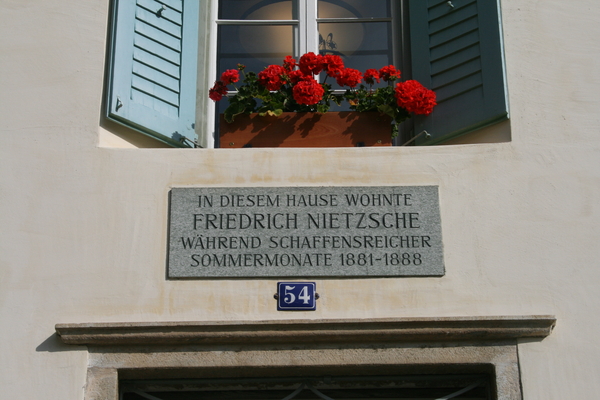 IN DIESEM HAUSE WOHNTE
FRIEDRICH NIETZSCHE
WÄHREND SCHAFFENSREICHER
SOMMERMONATE 1881-1888
54